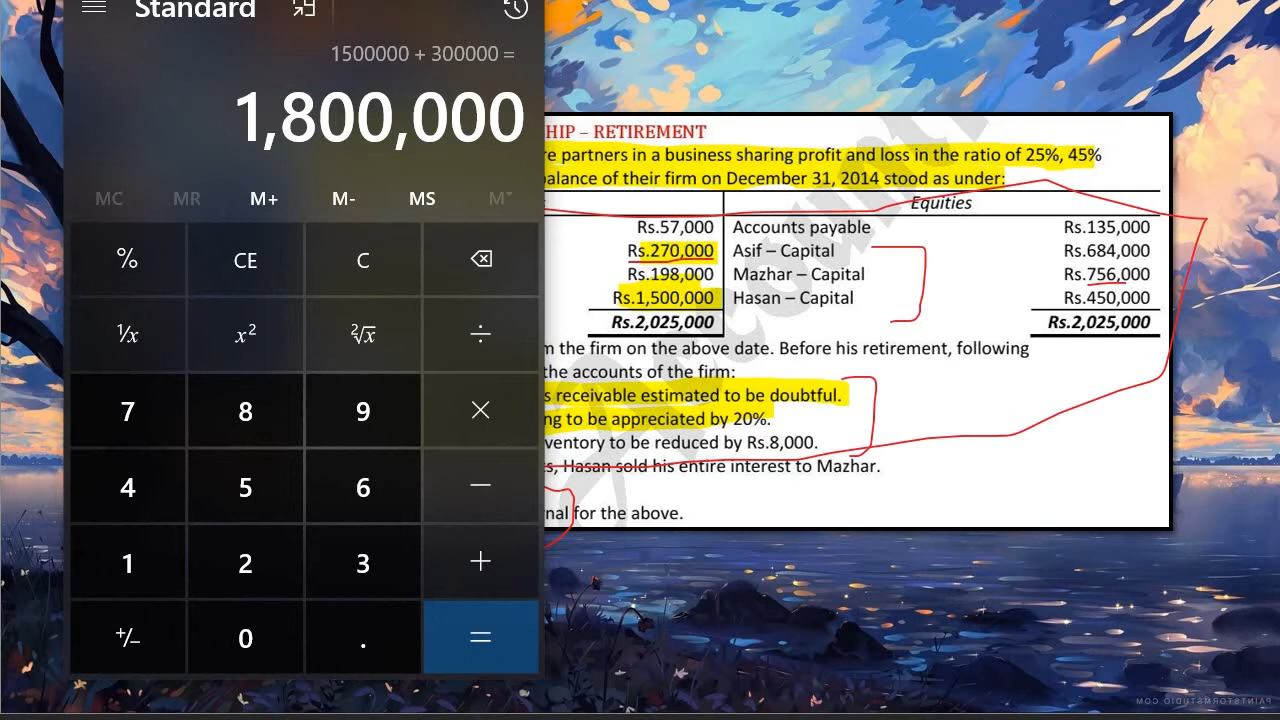 Standard
1500000 + 300000 =
1,800,000
MC MR M+ M- MS M˅
% CE C
⅟x x² ²√x ÷
7 8 9 ×
4 5 6 −
1 2 3 +
+/− 0 . =
HIP – RETIREMENT
re partners in a business sharing profit and loss in the ratio of 25%, 45%
balance of their firm on December 31, 2014 stood as under:
Equities
Rs.57,000 Accounts payable Rs.135,000
Rs.270,000 Asif – Capital Rs.684,000
Rs.198,000 Mazhar – Capital Rs.756,000
Rs.1,500,000 Hasan – Capital Rs.450,000
Rs.2,025,000 Rs.2,025,000
m the firm on the above date. Before his retirement, following
the accounts of the firm:
s receivable estimated to be doubtful.
ng to be appreciated by 20%.
nventory to be reduced by Rs.8,000.
s, Hasan sold his entire interest to Mazhar.
nal for the above.
PAINTSTORMSTUDIO.COM